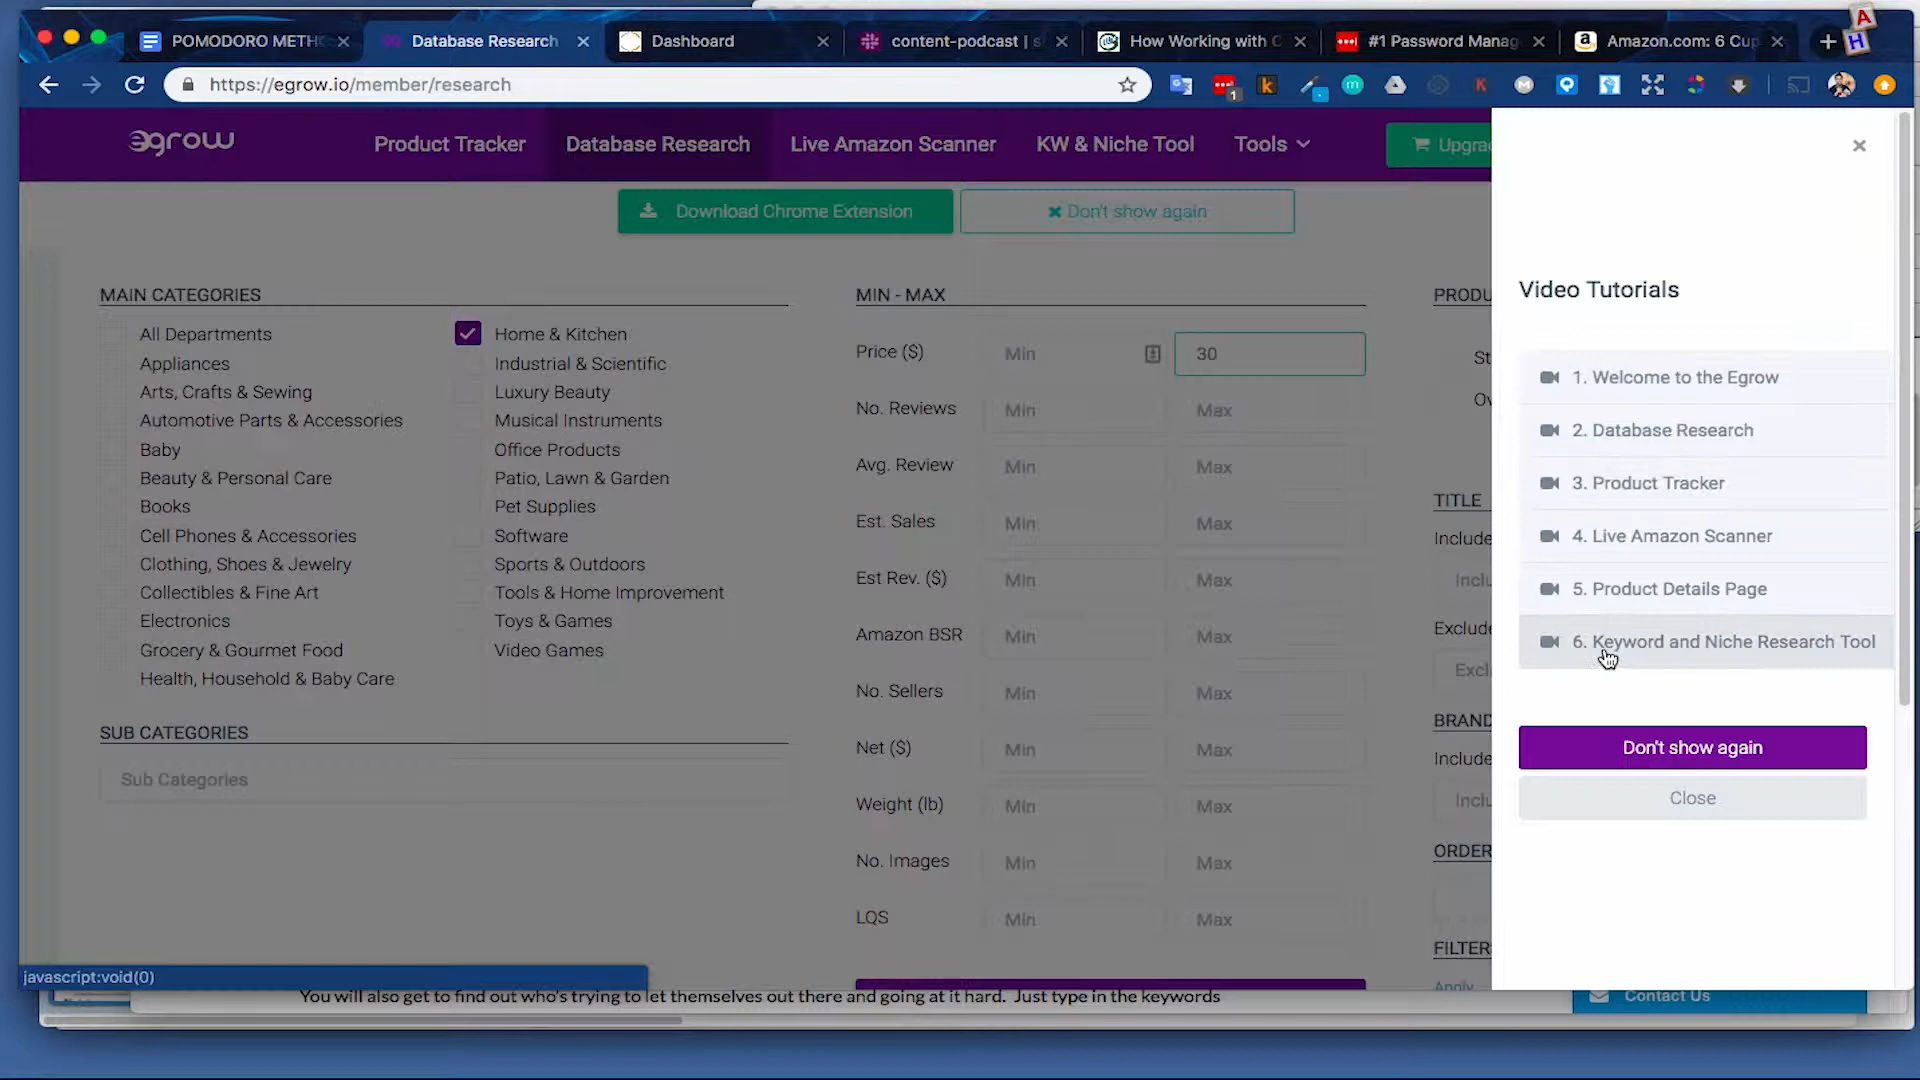 POMODORO METH
Database Research
Dashboard
content-podcast | s
How Working with C
#1 Password Manag
Amazon.com: 6 Cup
A
H
https://egrow.io/member/research
1
egrow
Product Tracker
Database Research
Live Amazon Scanner
KW & Niche Tool
Tools
Upgra
Download Chrome Extension
Don't show again
MAIN CATEGORIES
All Departments
Appliances
Arts, Crafts & Sewing
Automotive Parts & Accessories
Baby
Beauty & Personal Care
Books
Cell Phones & Accessories
Clothing, Shoes & Jewelry
Collectibles & Fine Art
Electronics
Grocery & Gourmet Food
Health, Household & Baby Care
Home & Kitchen
Industrial & Scientific
Luxury Beauty
Musical Instruments
Office Products
Patio, Lawn & Garden
Pet Supplies
Software
Sports & Outdoors
Tools & Home Improvement
Toys & Games
Video Games
SUB CATEGORIES
Sub Categories
MIN - MAX
Price ($) Min 30
No. Reviews Min Max
Avg. Review Min Max
Est. Sales Min Max
Est Rev. ($) Min Max
Amazon BSR Min Max
No. Sellers Min Max
Net ($) Min Max
Weight (lb) Min Max
No. Images Min Max
LQS Min Max
PRODU
St
Ov
TITLE
Include
Inclu
Exclude
Excl
BRAND
Include
Inclu
ORDER
FILTER
Apply
Video Tutorials
1. Welcome to the Egrow
2. Database Research
3. Product Tracker
4. Live Amazon Scanner
5. Product Details Page
6. Keyword and Niche Research Tool
Don't show again
Close
javascript:void(0)
You will also get to find out who's trying to let themselves out there and going at it hard. Just type in the keywords
Contact Us